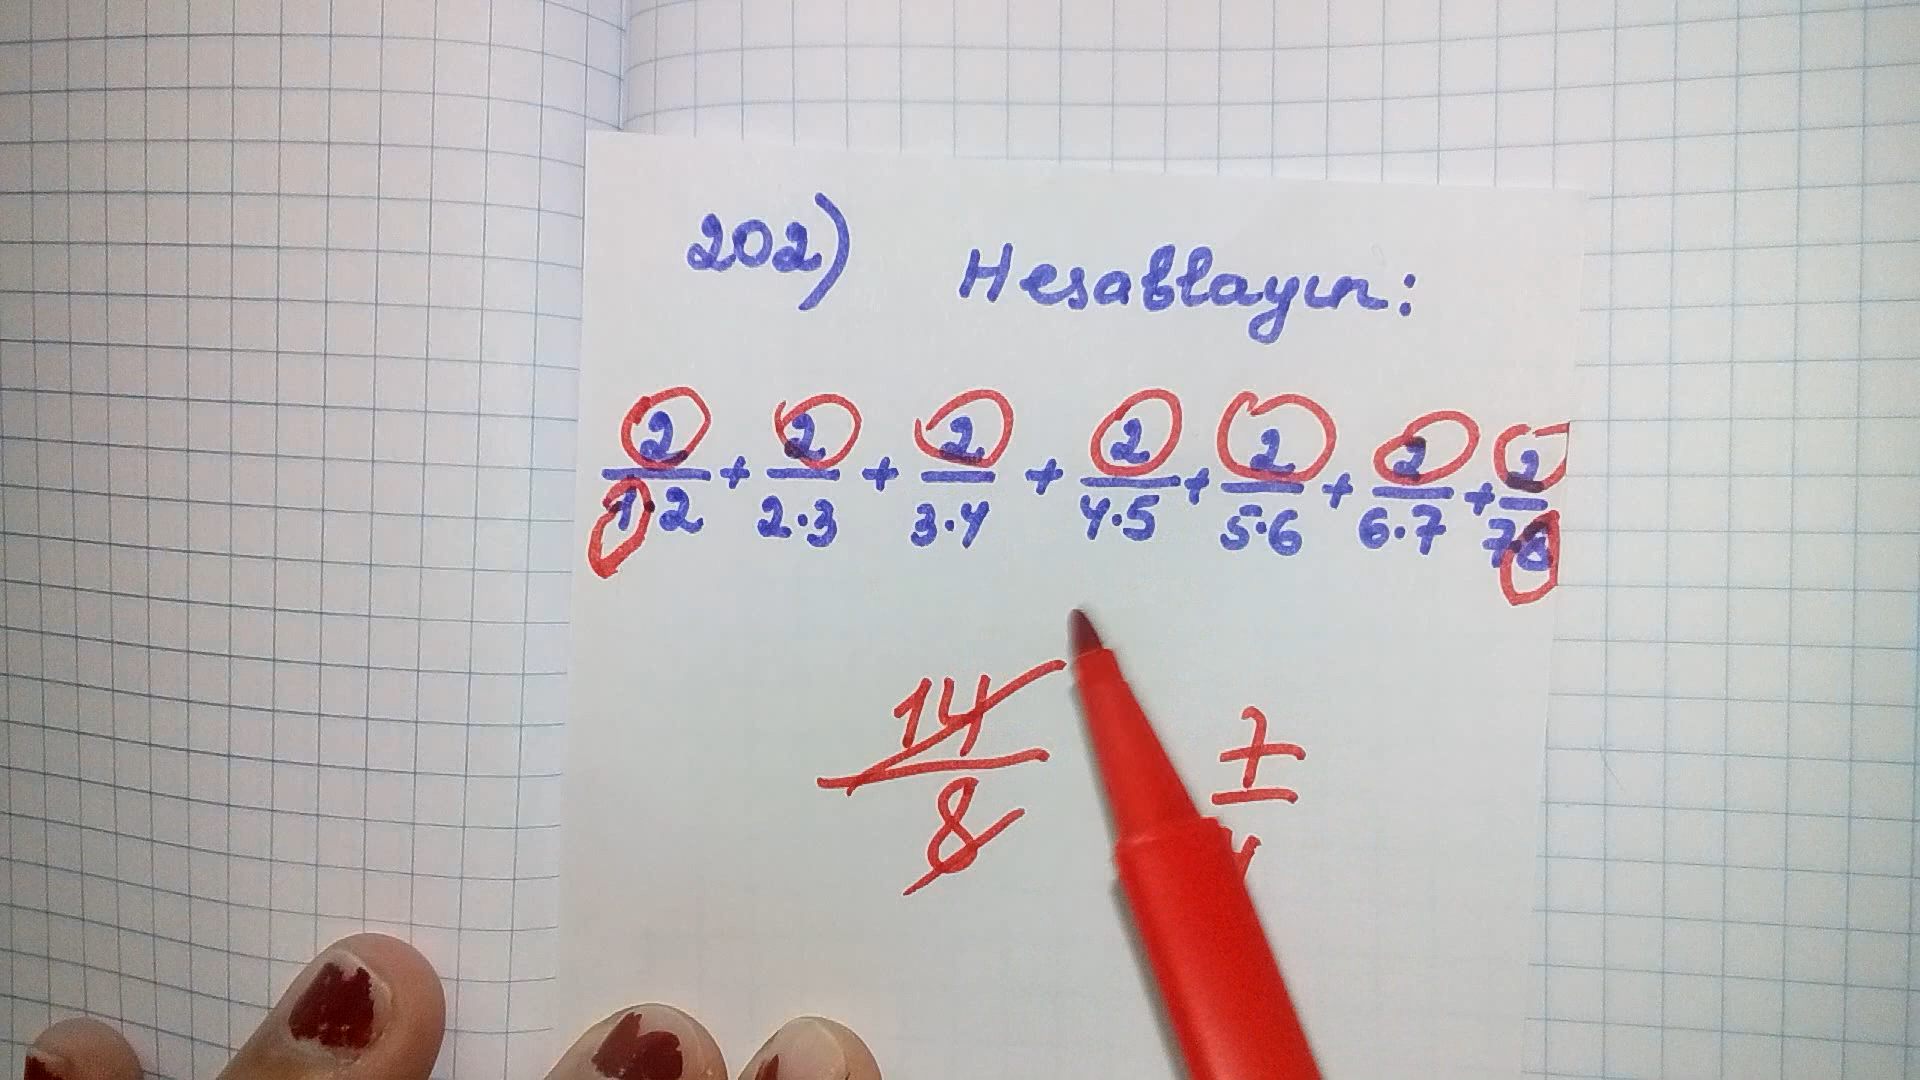 202) Hesablayın:
2/1·2 + 2/2·3 + 2/3·4 + 2/4·5 + 2/5·6 + 2/6·7 + 2/7·8
14/8 7/4